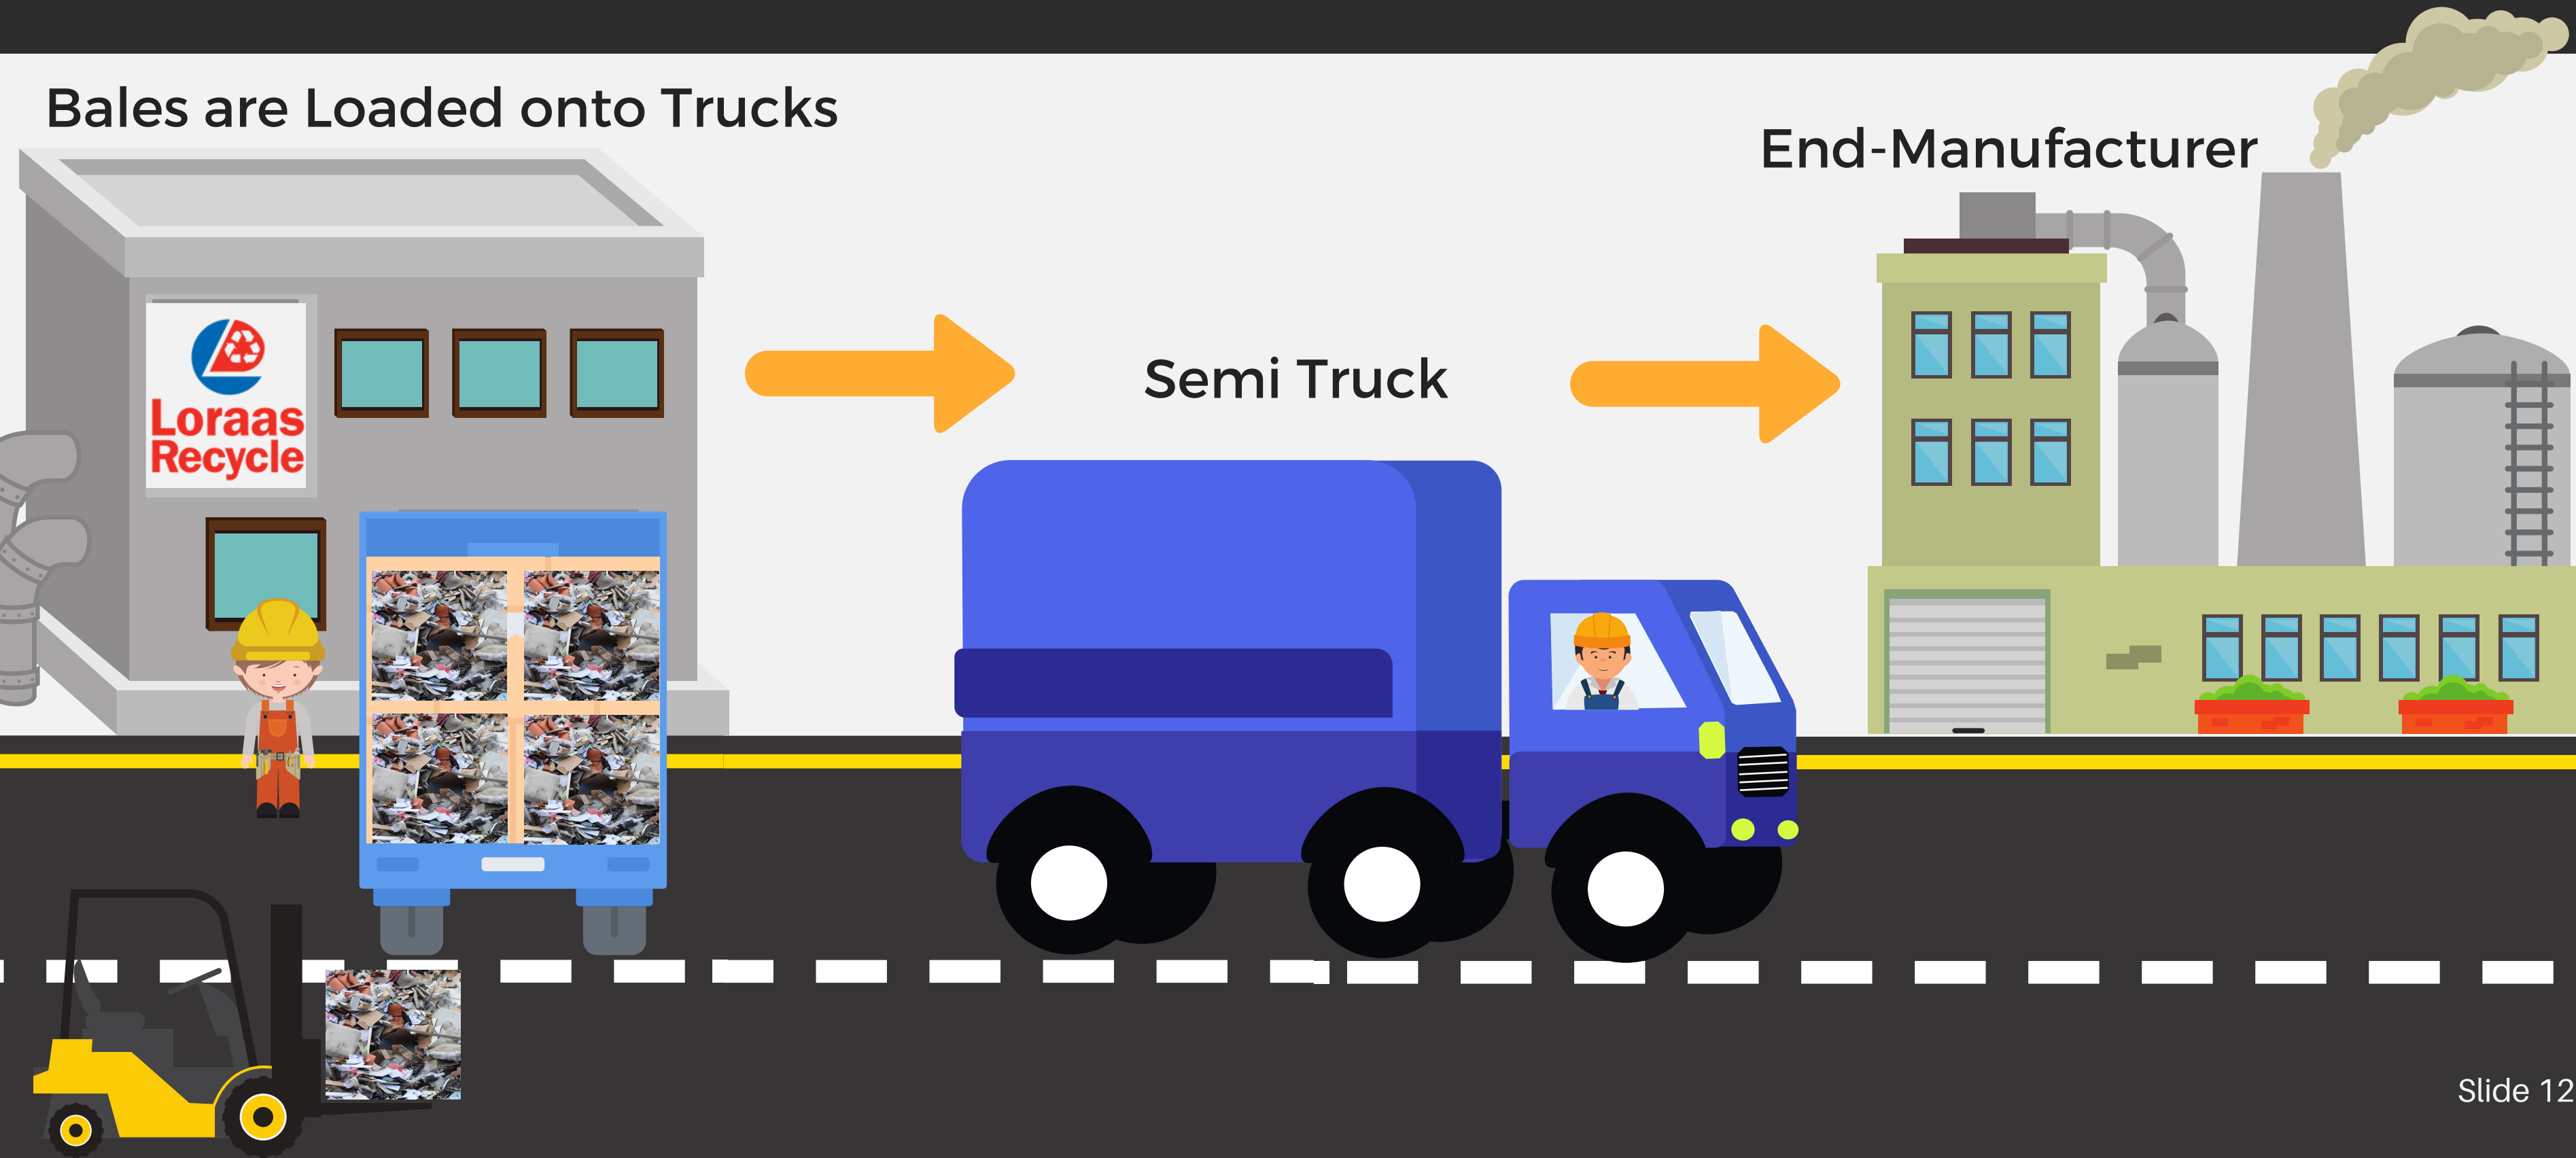 Bales are Loaded onto Trucks
End-Manufacturer
Loraas
Recycle
Semi Truck
Slide 12